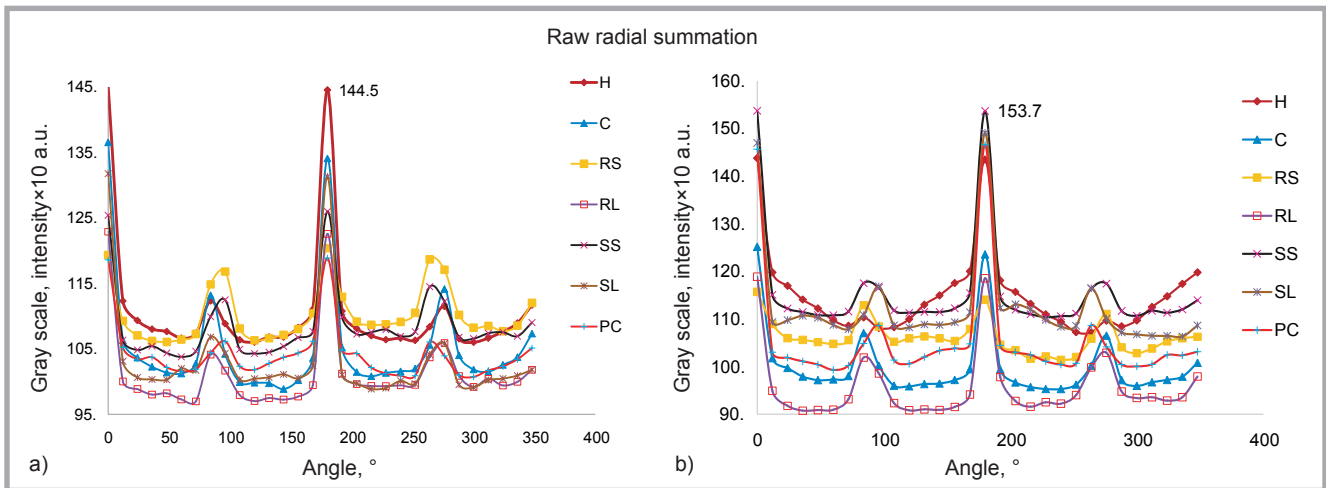 Raw radial summation
145.
135.
125.
115.
105.
95.
Gray scale, intensity×10 a.u.
144.5
0 50 100 150 200 250 300 350 400
Angle, °
a)
H
C
RS
RL
SS
SL
PC
160.
150.
140.
130.
120.
110.
100.
90.
Gray scale, intensity×10 a.u.
153.7
0 100 200 300 400
Angle, °
b)
H
C
RS
RL
SS
SL
PC